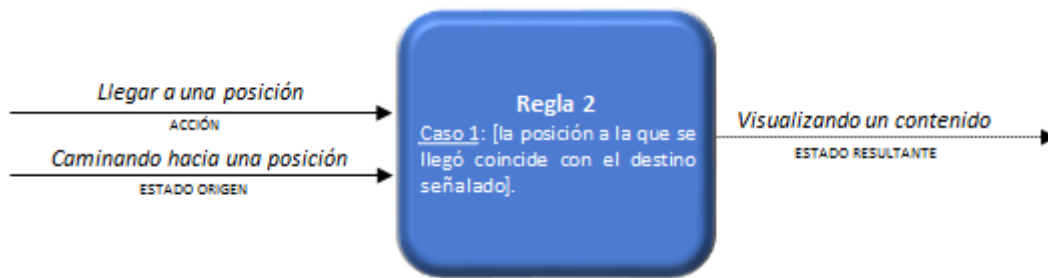 Llegar a una posición
ACCIÓN
Caminando hacia una posición
ESTADO ORIGEN
Regla 2
Caso 1: [la posición a la que se
llegó coincide con el destino
señalado].
Visualizando un contenido
ESTADO RESULTANTE